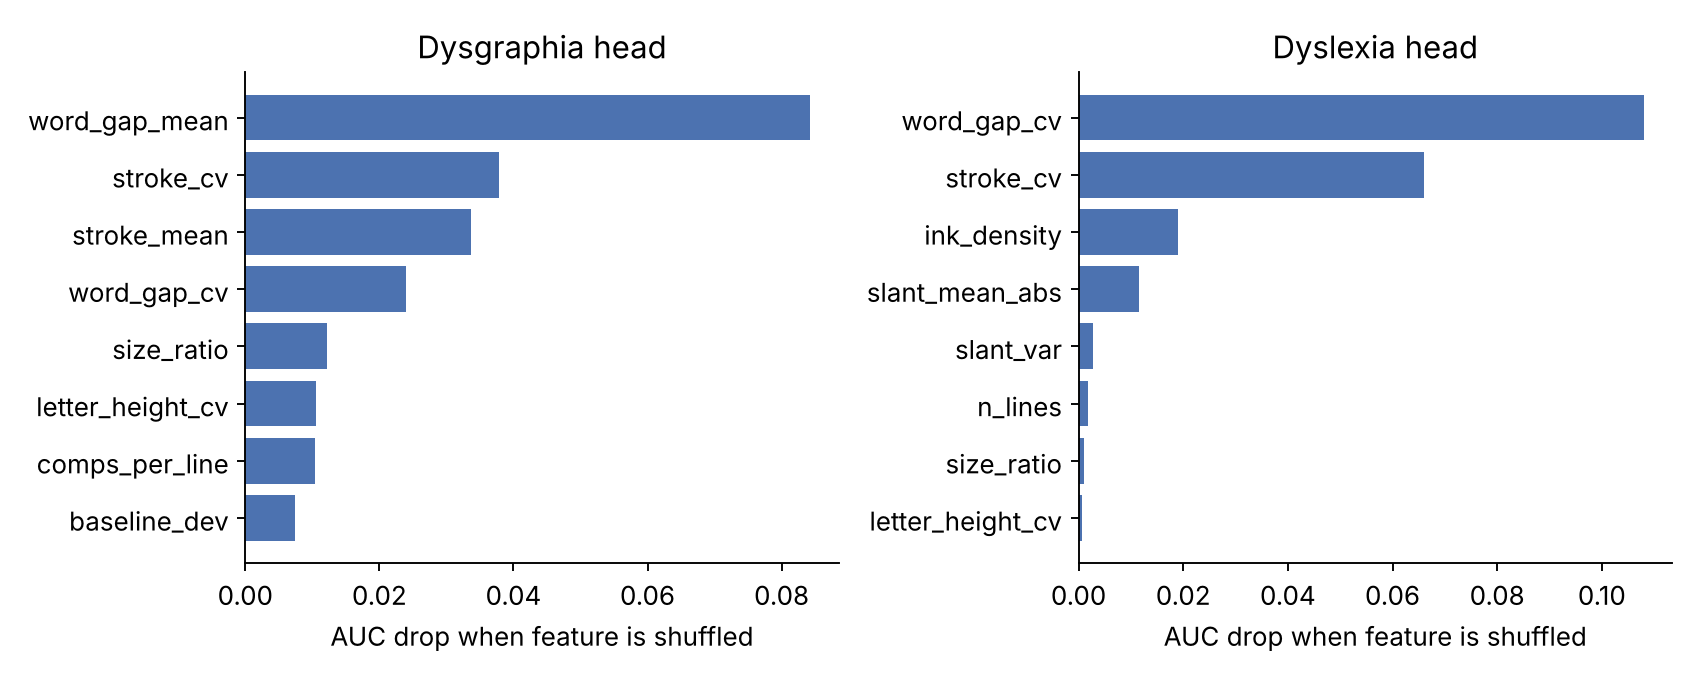 Dysgraphia head
word_gap_mean
stroke_cv
stroke_mean
word_gap_cv
size_ratio
letter_height_cv
comps_per_line
baseline_dev
0.00 0.02 0.04 0.06 0.08
AUC drop when feature is shuffled
Dyslexia head
word_gap_cv
stroke_cv
ink_density
slant_mean_abs
slant_var
n_lines
size_ratio
letter_height_cv
0.00 0.02 0.04 0.06 0.08 0.10
AUC drop when feature is shuffled